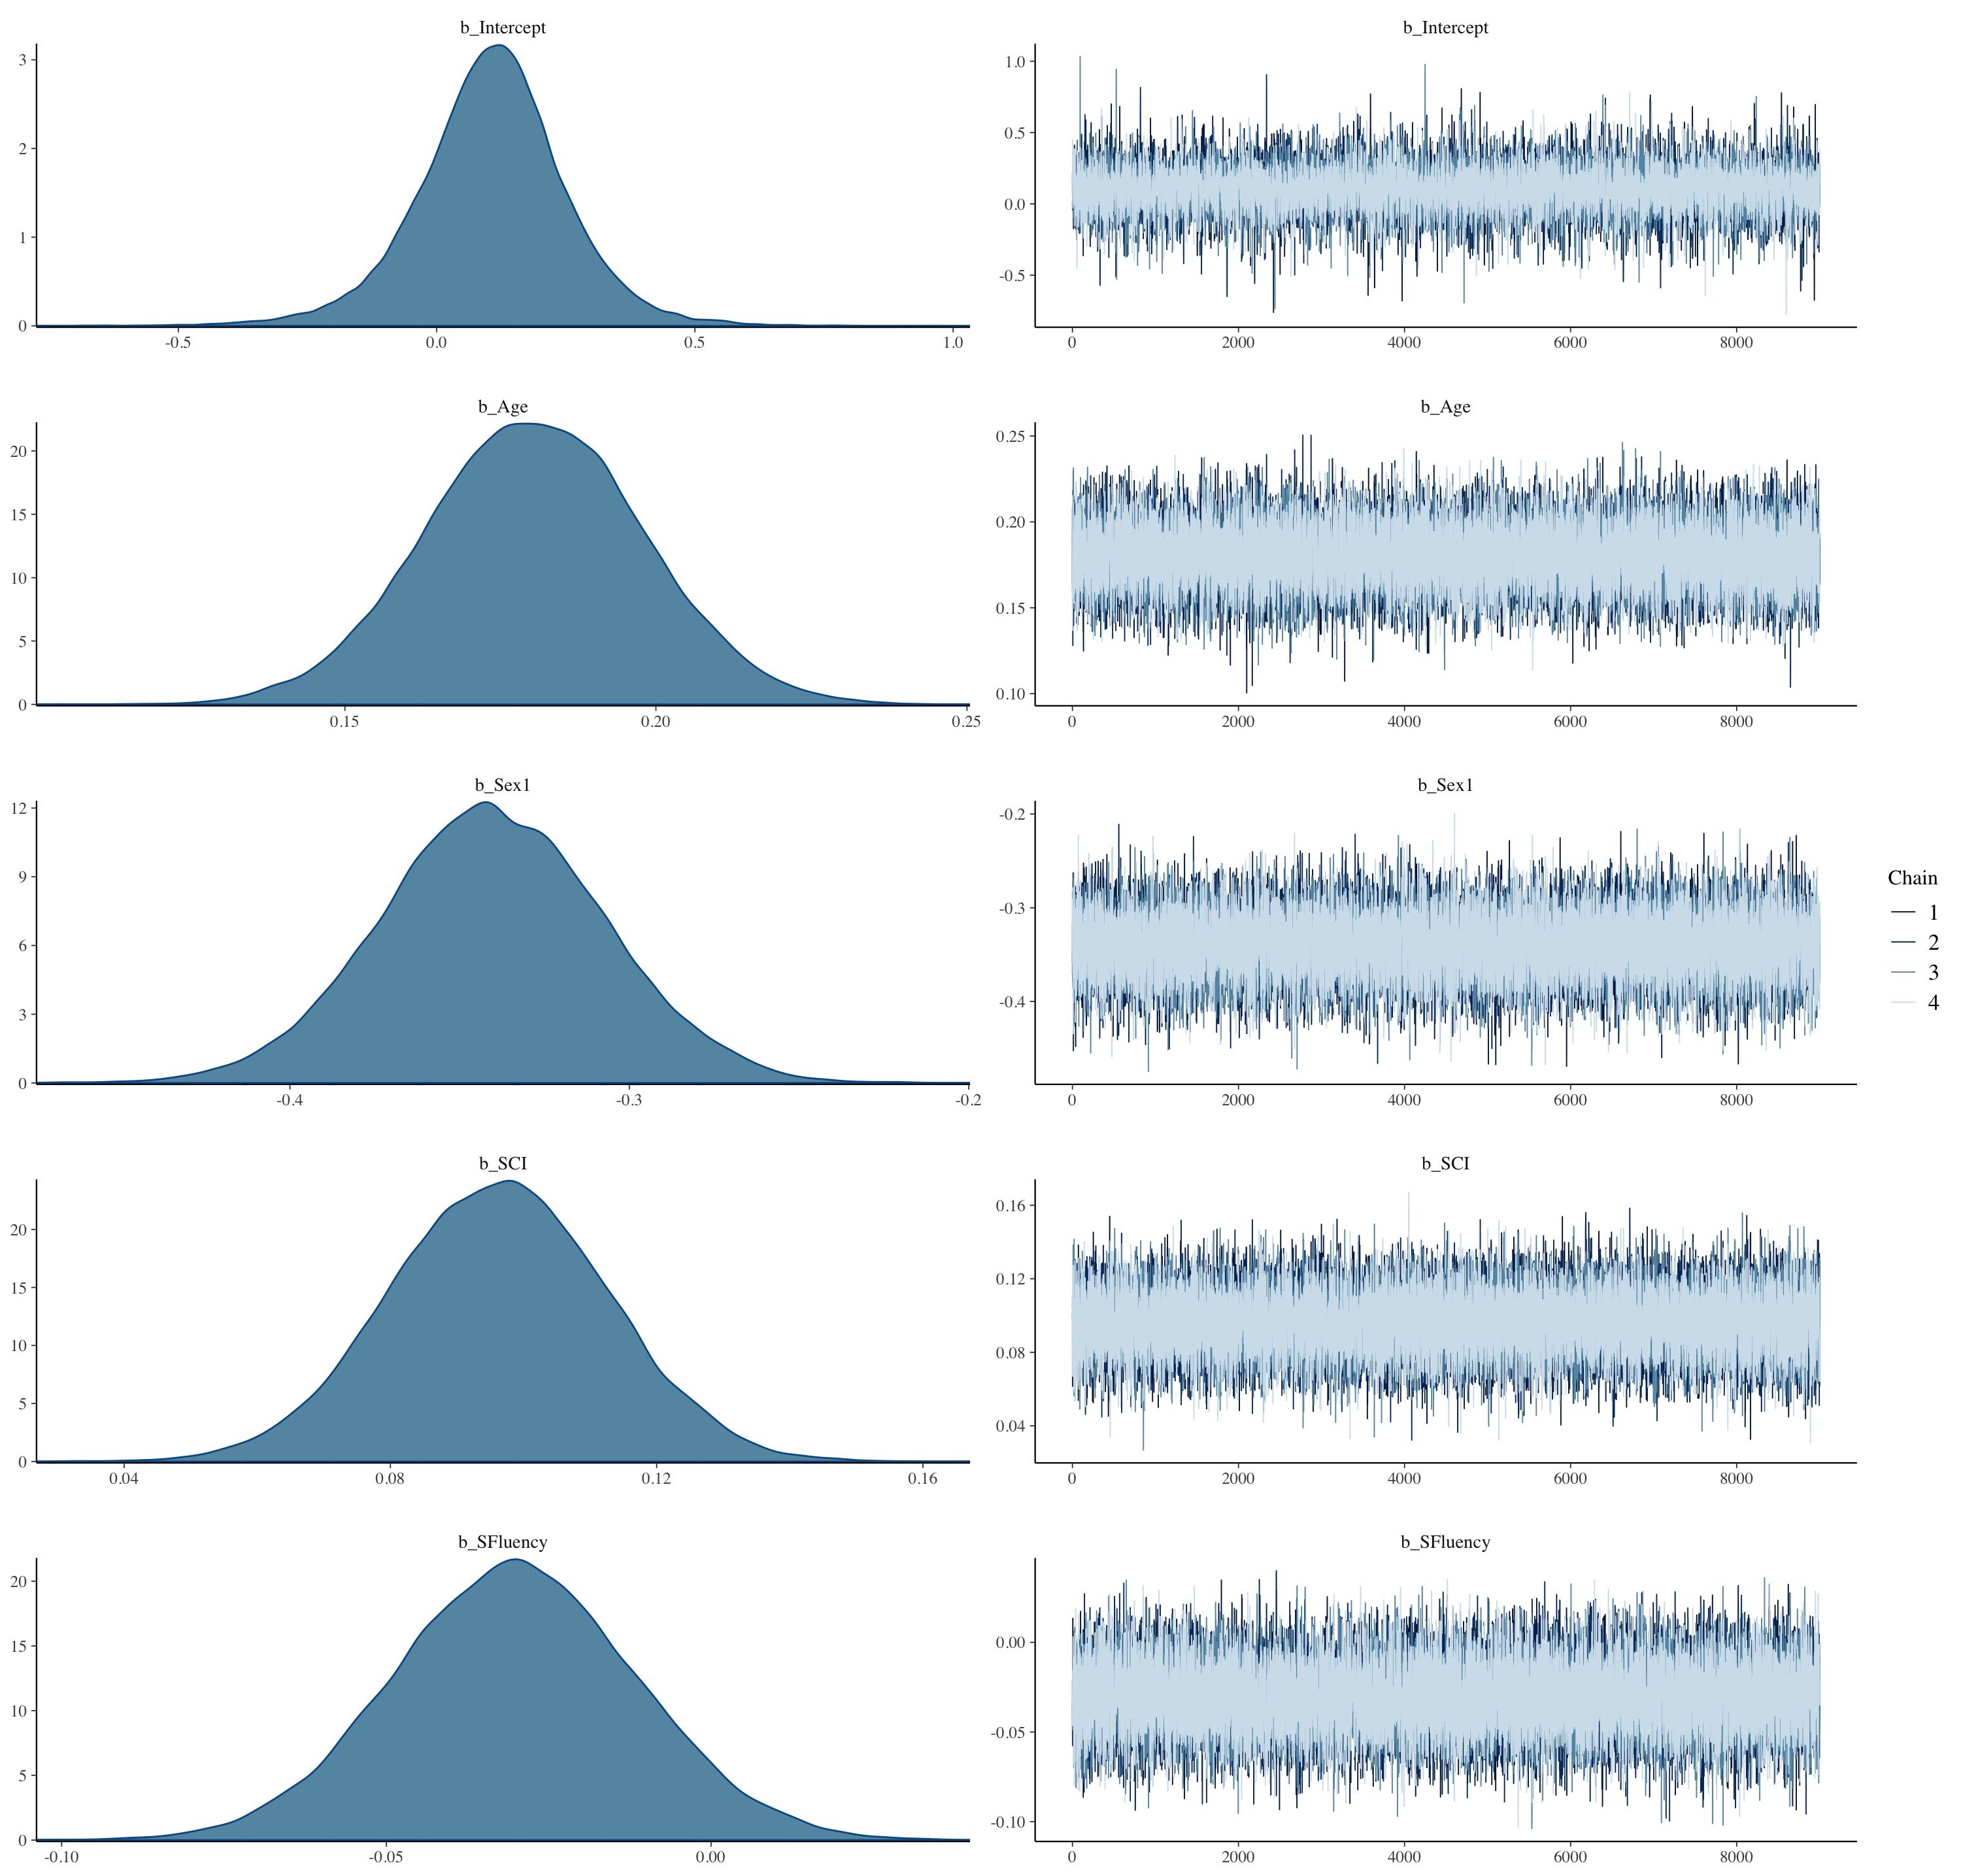 b_Intercept b_Intercept
3
2
1
0
-0.5 0.0 0.5 1.0
1.0
0.5
0.0
-0.5
0 2000 4000 6000 8000
b_Age b_Age
20
15
10
5
0
0.15 0.20 0.25
0.25
0.20
0.15
0.10
0 2000 4000 6000 8000
b_Sex1 b_Sex1
12
9
6
3
0
-0.4 -0.3 -0.2
-0.2
-0.3
-0.4
0 2000 4000 6000 8000
Chain
1
2
3
4
b_SCI b_SCI
20
15
10
5
0
0.04 0.08 0.12 0.16
0.16
0.12
0.08
0.04
0 2000 4000 6000 8000
b_SFluency b_SFluency
20
15
10
5
0
-0.10 -0.05 0.00
0.00
-0.05
-0.10
0 2000 4000 6000 8000